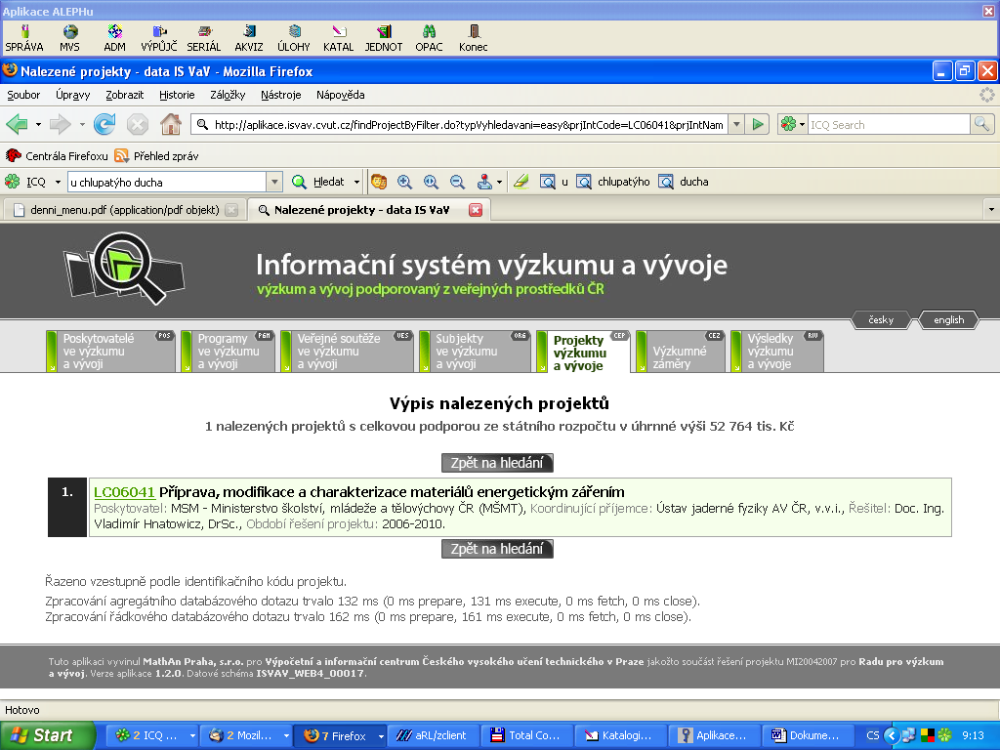 Aplikace ALEPHu
SPRÁVA MVS ADM VÝPŮJČ SERIÁL AKVIZ ÚLOHY KATAL JEDNOT OPAC Konec
Nalezené projekty - data IS VaV - Mozilla Firefox
Soubor Úpravy Zobrazit Historie Záložky Nástroje Nápověda
http://aplikace.isvav.cvut.cz/findProjectByFilter.do?typVyhledavani=easy&prjIntCode=LC06041&prjIntNam
ICQ Search
Centrála Firefoxu Přehled zpráv
ICQ u chlupatýho ducha Hledat u chlupatýho ducha
denni_menu.pdf (application/pdf objekt) Nalezené projekty - data IS VaV
Informační systém výzkumu a vývoje
výzkum a vývoj podporovaný z veřejných prostředků ČR
česky english
Poskytovatelé ve výzkumu a vývoji POS
Programy ve výzkumu a vývoji PGM
Veřejné soutěže ve výzkumu a vývoji VES
Subjekty ve výzkumu a vývoji ORG
Projekty výzkumu a vývoje CEP
Výzkumné záměry CEZ
Výsledky výzkumu a vývoje RIV
Výpis nalezených projektů
1 nalezených projektů s celkovou podporou ze státního rozpočtu v úhrnné výši 52 764 tis. Kč
Zpět na hledání
1. LC06041 Příprava, modifikace a charakterizace materiálů energetickým zářením
Poskytovatel: MSM - Ministerstvo školství, mládeže a tělovýchovy ČR (MŠMT), Koordinující příjemce: Ústav jaderné fyziky AV ČR, v.v.i., Řešitel: Doc. Ing.
Vladimír Hnatowicz, DrSc., Období řešení projektu: 2006-2010.
Zpět na hledání
Řazeno vzestupně podle identifikačního kódu projektu.
Zpracování agregátního databázového dotazu trvalo 132 ms (0 ms prepare, 131 ms execute, 0 ms fetch, 0 ms close).
Zpracování řádkového databázového dotazu trvalo 162 ms (0 ms prepare, 161 ms execute, 0 ms fetch, 0 ms close).
Tuto aplikaci vyvinul MathAn Praha, s.r.o. pro Výpočetní a informační centrum Českého vysokého učení technického v Praze jakožto součást řešení projektu MI20042007 pro Radu pro výzkum
a vývoj. Verze aplikace 1.2.0. Datové schéma ISVAV_WEB4_00017.
Hotovo
Start 2 ICQ ... 2 Mozil... 7 Firefox aRL/zclient Total Co... Katalogi... Aplikace... Dokume... CS 9:13